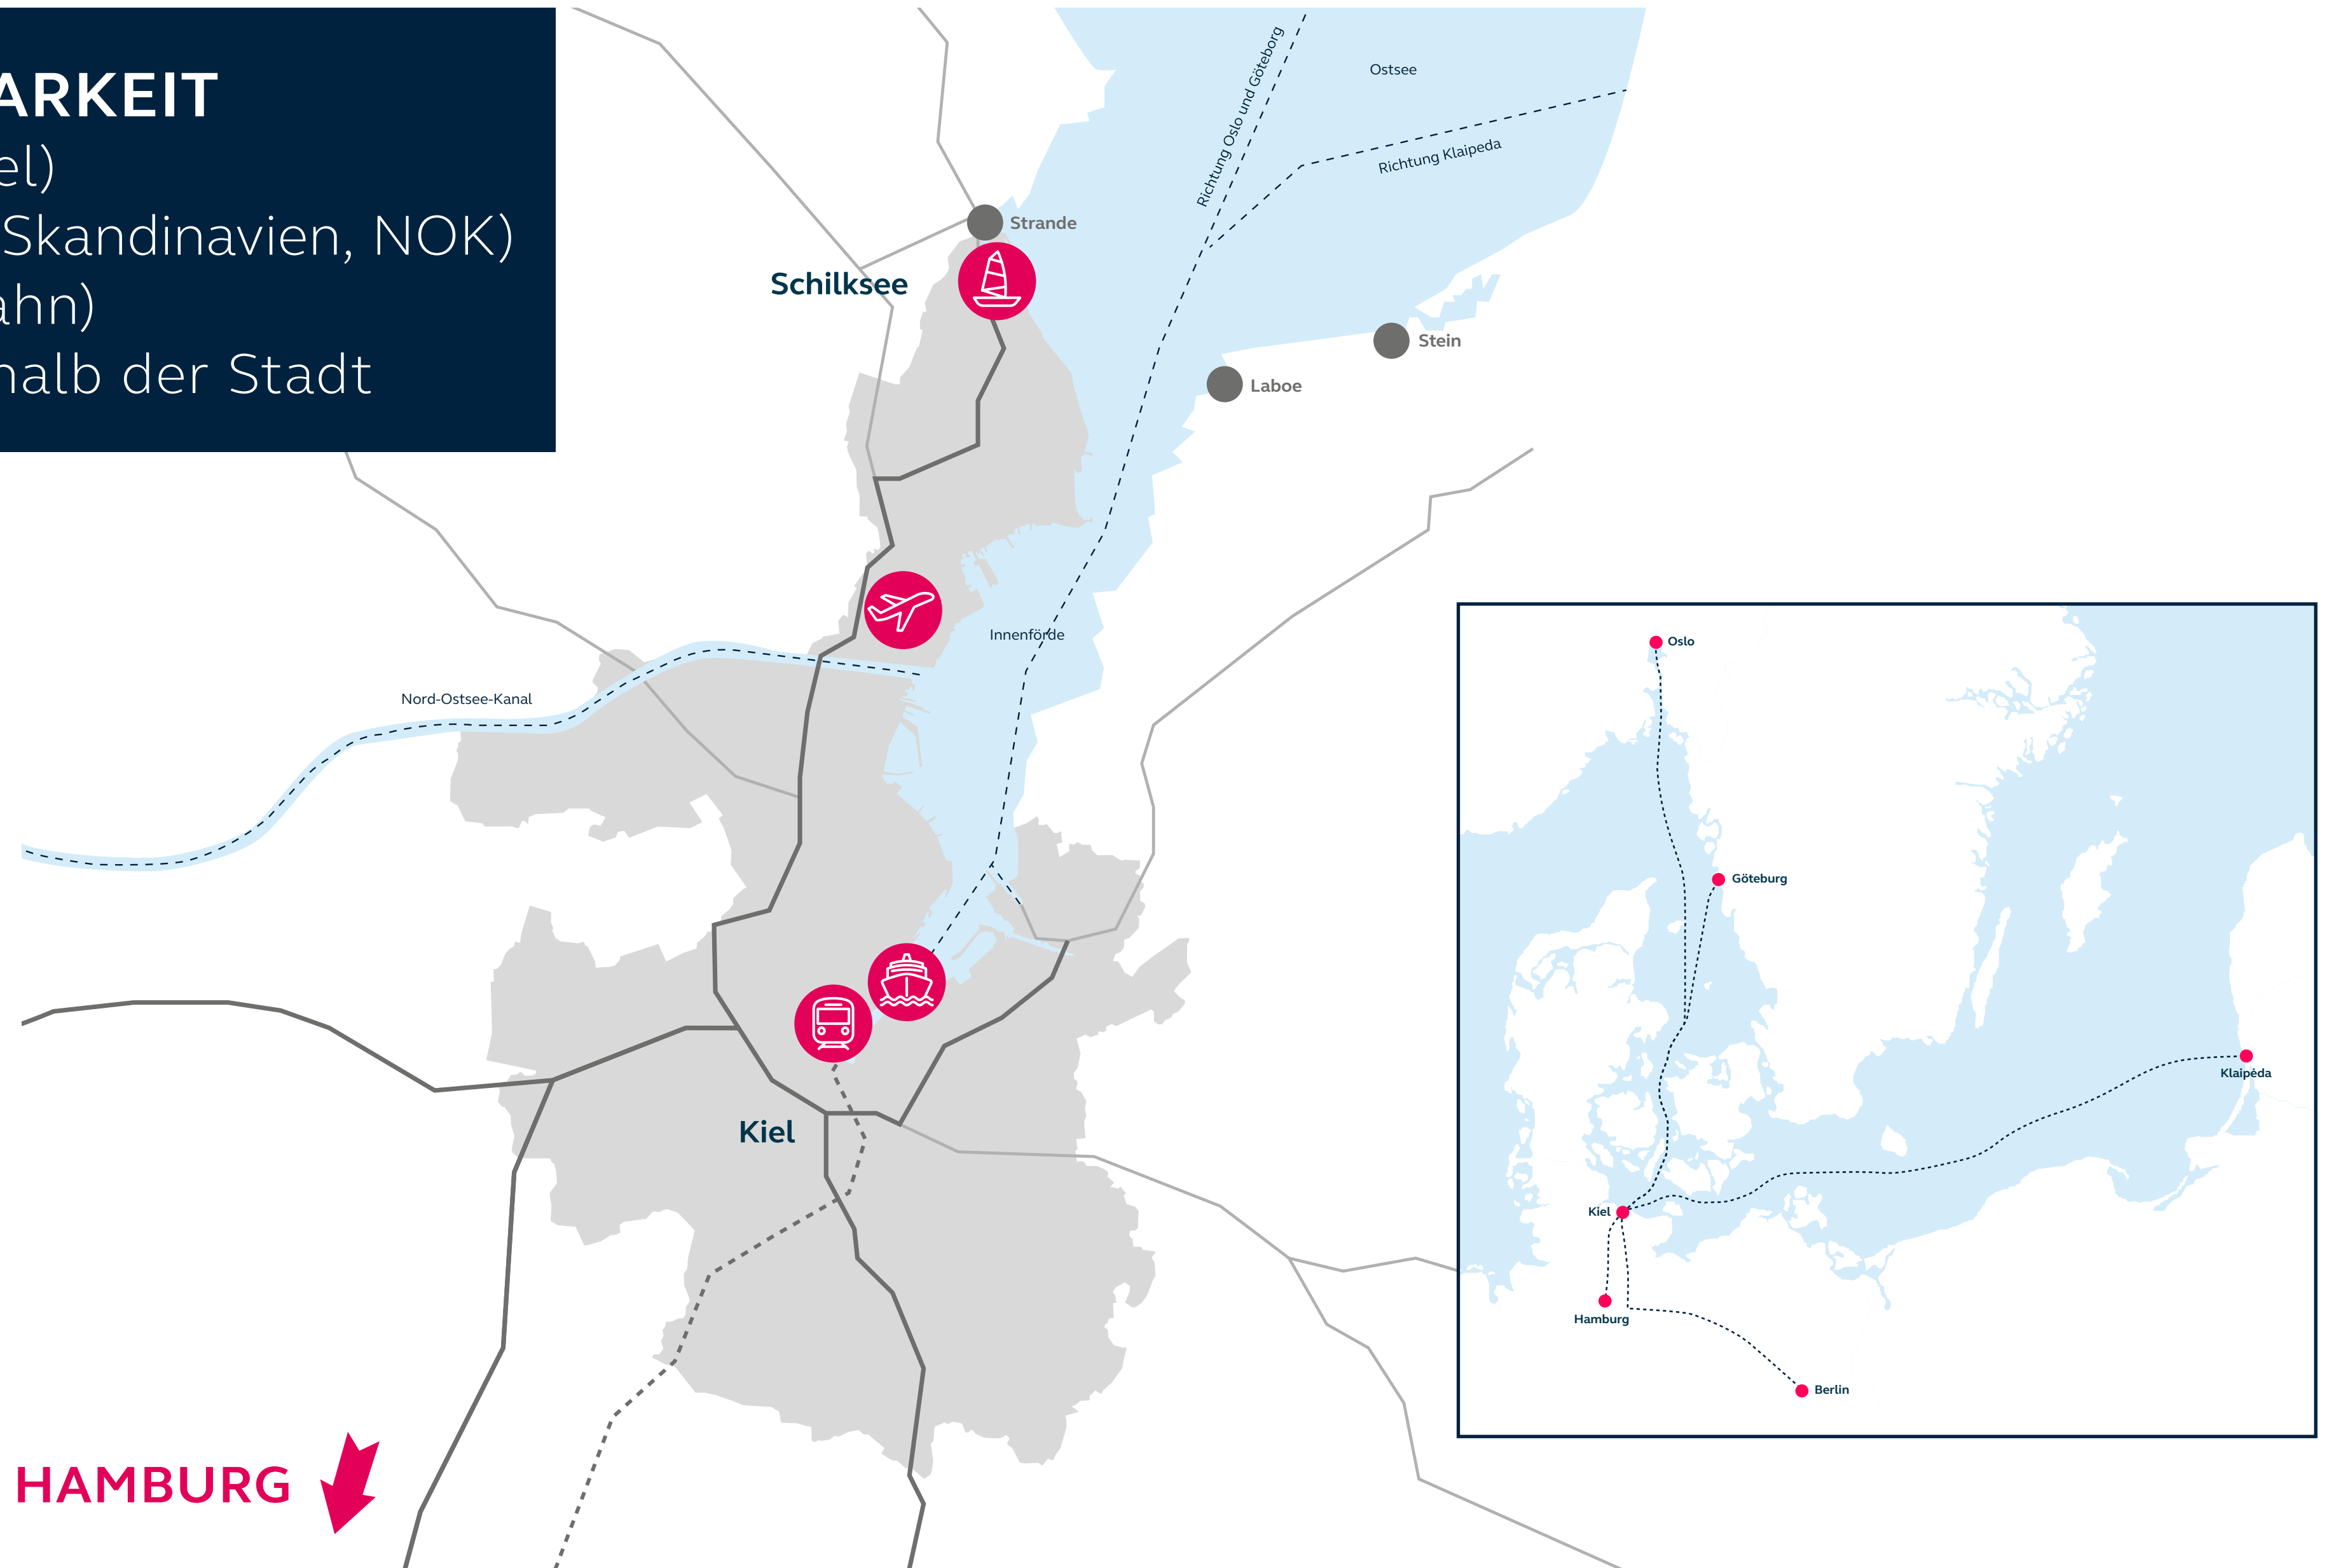 ARKEIT
el)
Skandinavien, NOK)
ahn)
halb der Stadt
Ostsee
Richtung Oslo und Göteborg
Richtung Klaipeda
Strande
Schilksee
Stein
Laboe
Innenförde
Nord-Ostsee-Kanal
Kiel
HAMBURG
Oslo
Göteburg
Klaipėda
Kiel
Hamburg
Berlin